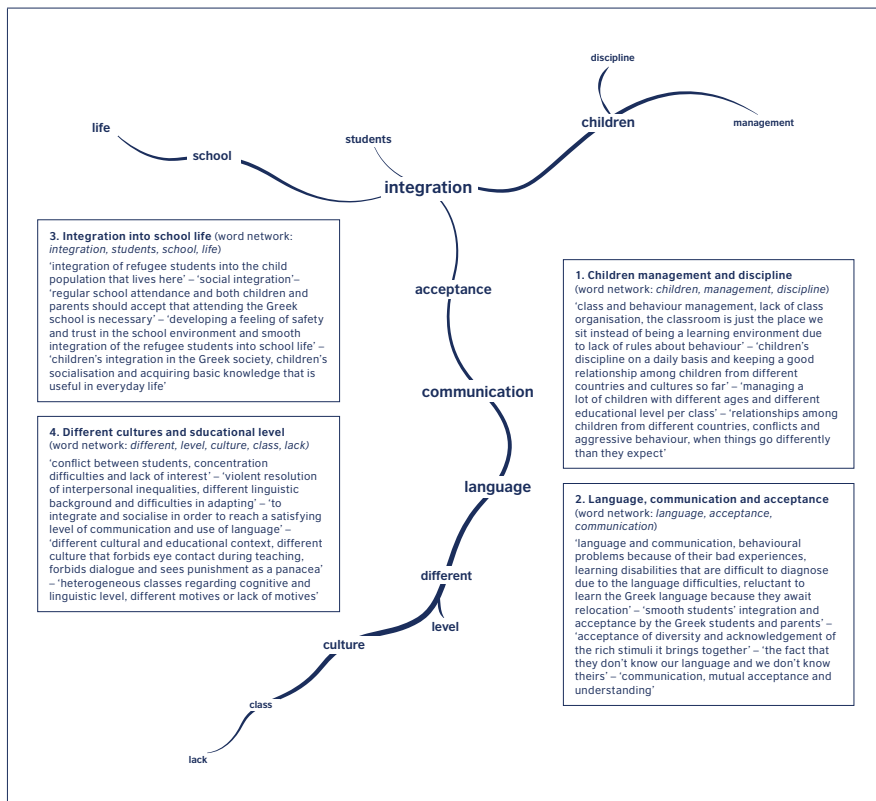 discipline
children
management
life
school
students
integration
acceptance
communication
language
different
level
culture
class
lack
3. Integration into school life (word network:
integration, students, school, life)
‘integration of refugee students into the child
population that lives here’ – ‘social integration’–
‘regular school attendance and both children and
parents should accept that attending the Greek
school is necessary’ – ‘developing a feeling of safety
and trust in the school environment and smooth
integration of the refugee students into school life’ –
‘children’s integration in the Greek society, children’s
socialisation and acquiring basic knowledge that is
useful in everyday life’
4. Different cultures and sducational level
(word network: different, level, culture, class, lack)
‘conflict between students, concentration
difficulties and lack of interest’ – ‘violent resolution
of interpersonal inequalities, different linguistic
background and difficulties in adapting’ – ‘to
integrate and socialise in order to reach a satisfying
level of communication and use of language’ –
‘different cultural and educational context, different
culture that forbids eye contact during teaching,
forbids dialogue and sees punishment as a panacea’
– ‘heterogeneous classes regarding cognitive and
linguistic level, different motives or lack of motives’
1. Children management and discipline
(word network: children, management, discipline)
‘class and behaviour management, lack of class
organisation, the classroom is just the place we
sit instead of being a learning environment due
to lack of rules about behaviour’ – ‘children’s
discipline on a daily basis and keeping a good
relationship among children from different
countries and cultures so far’ – ‘managing a
lot of children with different ages and different
educational level per class’ – ‘relationships among
children from different countries, conflicts and
aggressive behaviour, when things go differently
than they expect’
2. Language, communication and acceptance
(word network: language, acceptance,
communication)
‘language and communication, behavioural
problems because of their bad experiences,
learning disabilities that are difficult to diagnose
due to the language difficulties, reluctant to
learn the Greek language because they await
relocation’ – ‘smooth students’ integration and
acceptance by the Greek students and parents’ –
‘acceptance of diversity and acknowledgement of
the rich stimuli it brings together’ – ‘the fact that
they don’t know our language and we don’t know
theirs’ – ‘communication, mutual acceptance and
understanding’